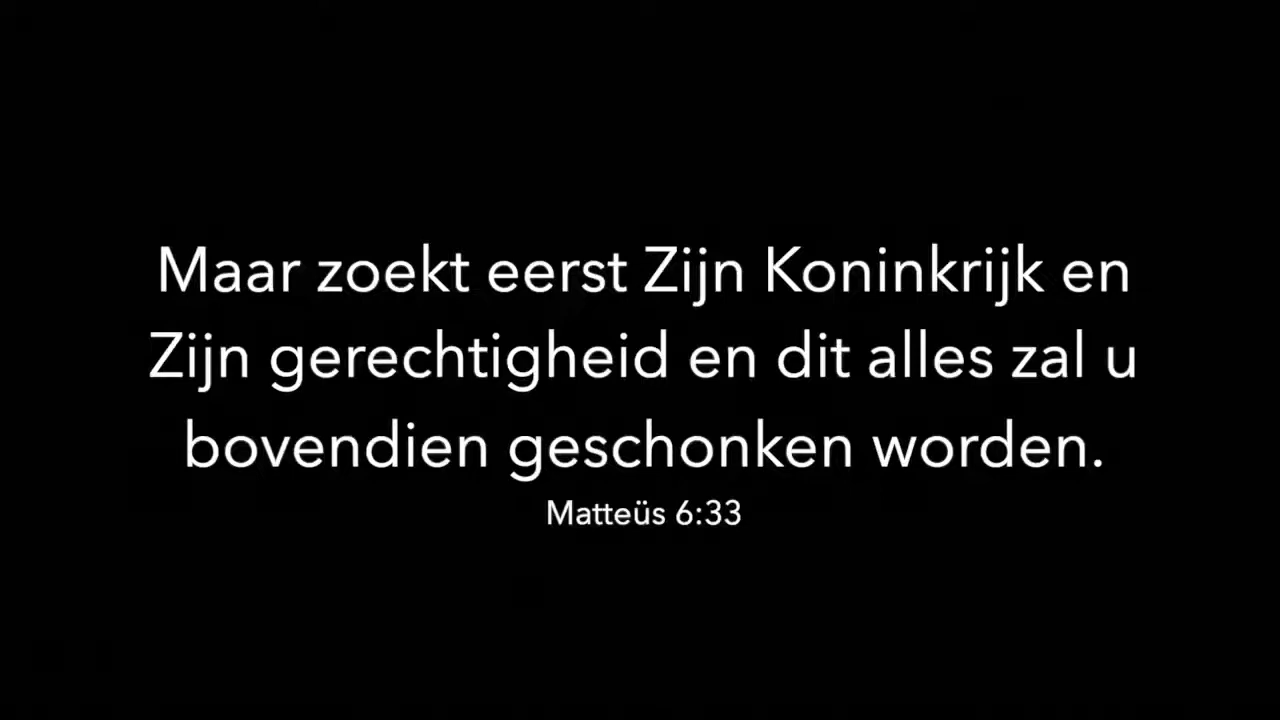 Maar zoekt eerst Zijn Koninkrijk en
Zijn gerechtigheid en dit alles zal u
bovendien geschonken worden.
Matteüs 6:33